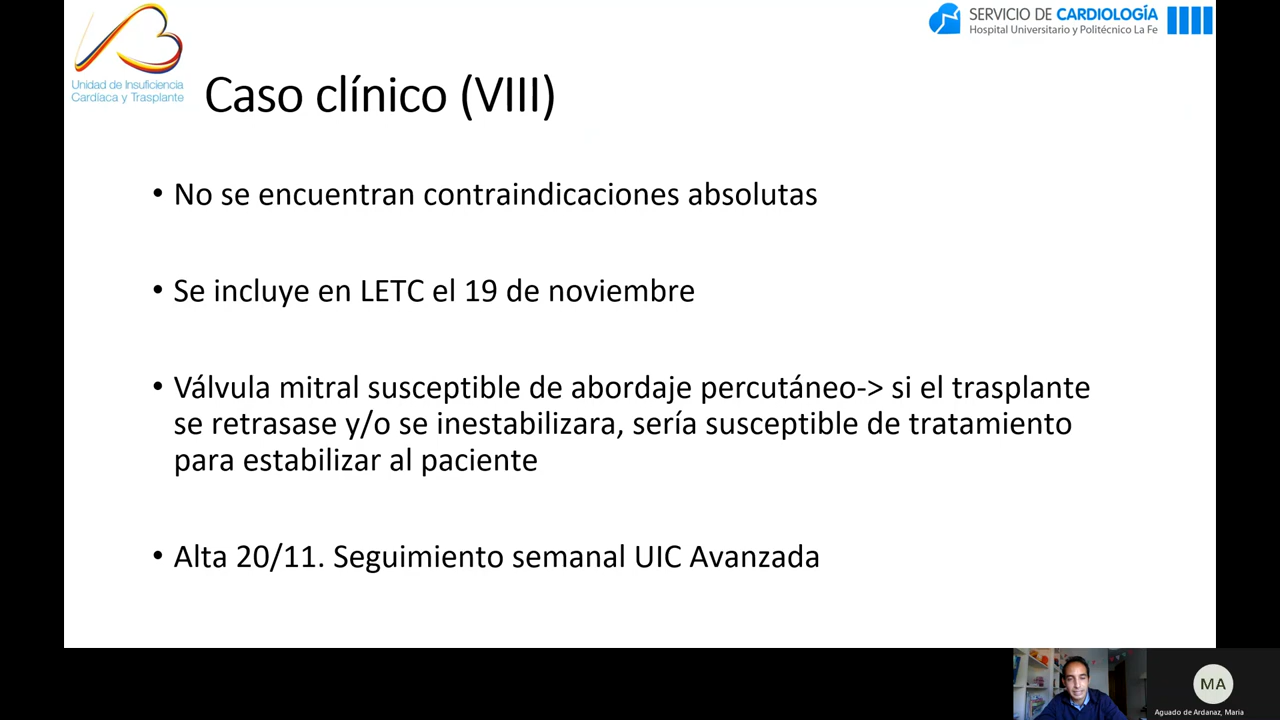 Unidad de Insuficiencia
Cardíaca y Trasplante
SERVICIO DE CARDIOLOGÍA
Hospital Universitario y Politécnico La Fe
Caso clínico (VIII)
• No se encuentran contraindicaciones absolutas
• Se incluye en LETC el 19 de noviembre
• Válvula mitral susceptible de abordaje percutáneo-> si el trasplante
se retrasase y/o se inestabilizara, sería susceptible de tratamiento
para estabilizar al paciente
• Alta 20/11. Seguimiento semanal UIC Avanzada
MA
Aguado de Ardanaz, Maria